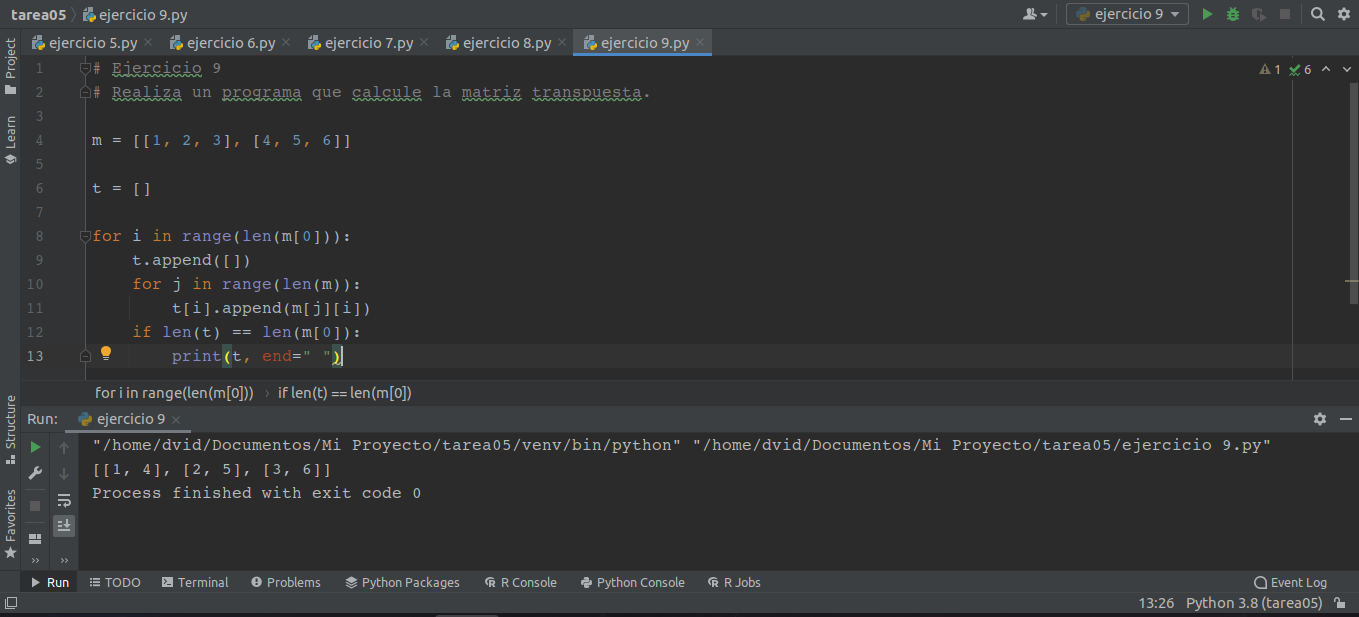 tarea05 ejercicio 9.py ejercicio 9
ejercicio 5.py ejercicio 6.py ejercicio 7.py ejercicio 8.py ejercicio 9.py
Project
Learn
Structure
Favorites
1 # Ejercicio 9
2 # Realiza un programa que calcule la matriz transpuesta.
3
4 m = [[1, 2, 3], [4, 5, 6]]
5
6 t = []
7
8 for i in range(len(m[0])):
9     t.append([])
10     for j in range(len(m)):
11         t[i].append(m[j][i])
12     if len(t) == len(m[0]):
13         print(t, end=" ")
1 6
for i in range(len(m[0])) › if len(t) == len(m[0])
Run: ejercicio 9
"/home/dvid/Documentos/Mi Proyecto/tarea05/venv/bin/python" "/home/dvid/Documentos/Mi Proyecto/tarea05/ejercicio 9.py"
[[1, 4], [2, 5], [3, 6]]
Process finished with exit code 0
Run TODO Terminal Problems Python Packages R Console Python Console R Jobs Event Log
13:26 Python 3.8 (tarea05)